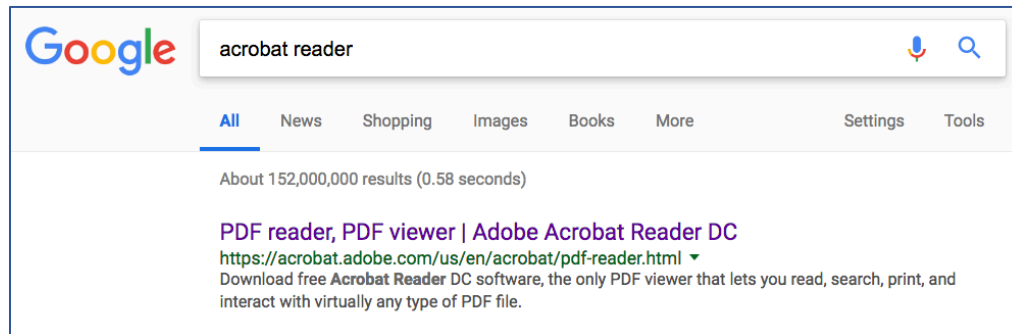 Google
acrobat reader
All News Shopping Images Books More Settings Tools
About 152,000,000 results (0.58 seconds)
PDF reader, PDF viewer | Adobe Acrobat Reader DC
https://acrobat.adobe.com/us/en/acrobat/pdf-reader.html
Download free Acrobat Reader DC software, the only PDF viewer that lets you read, search, print, and
interact with virtually any type of PDF file.